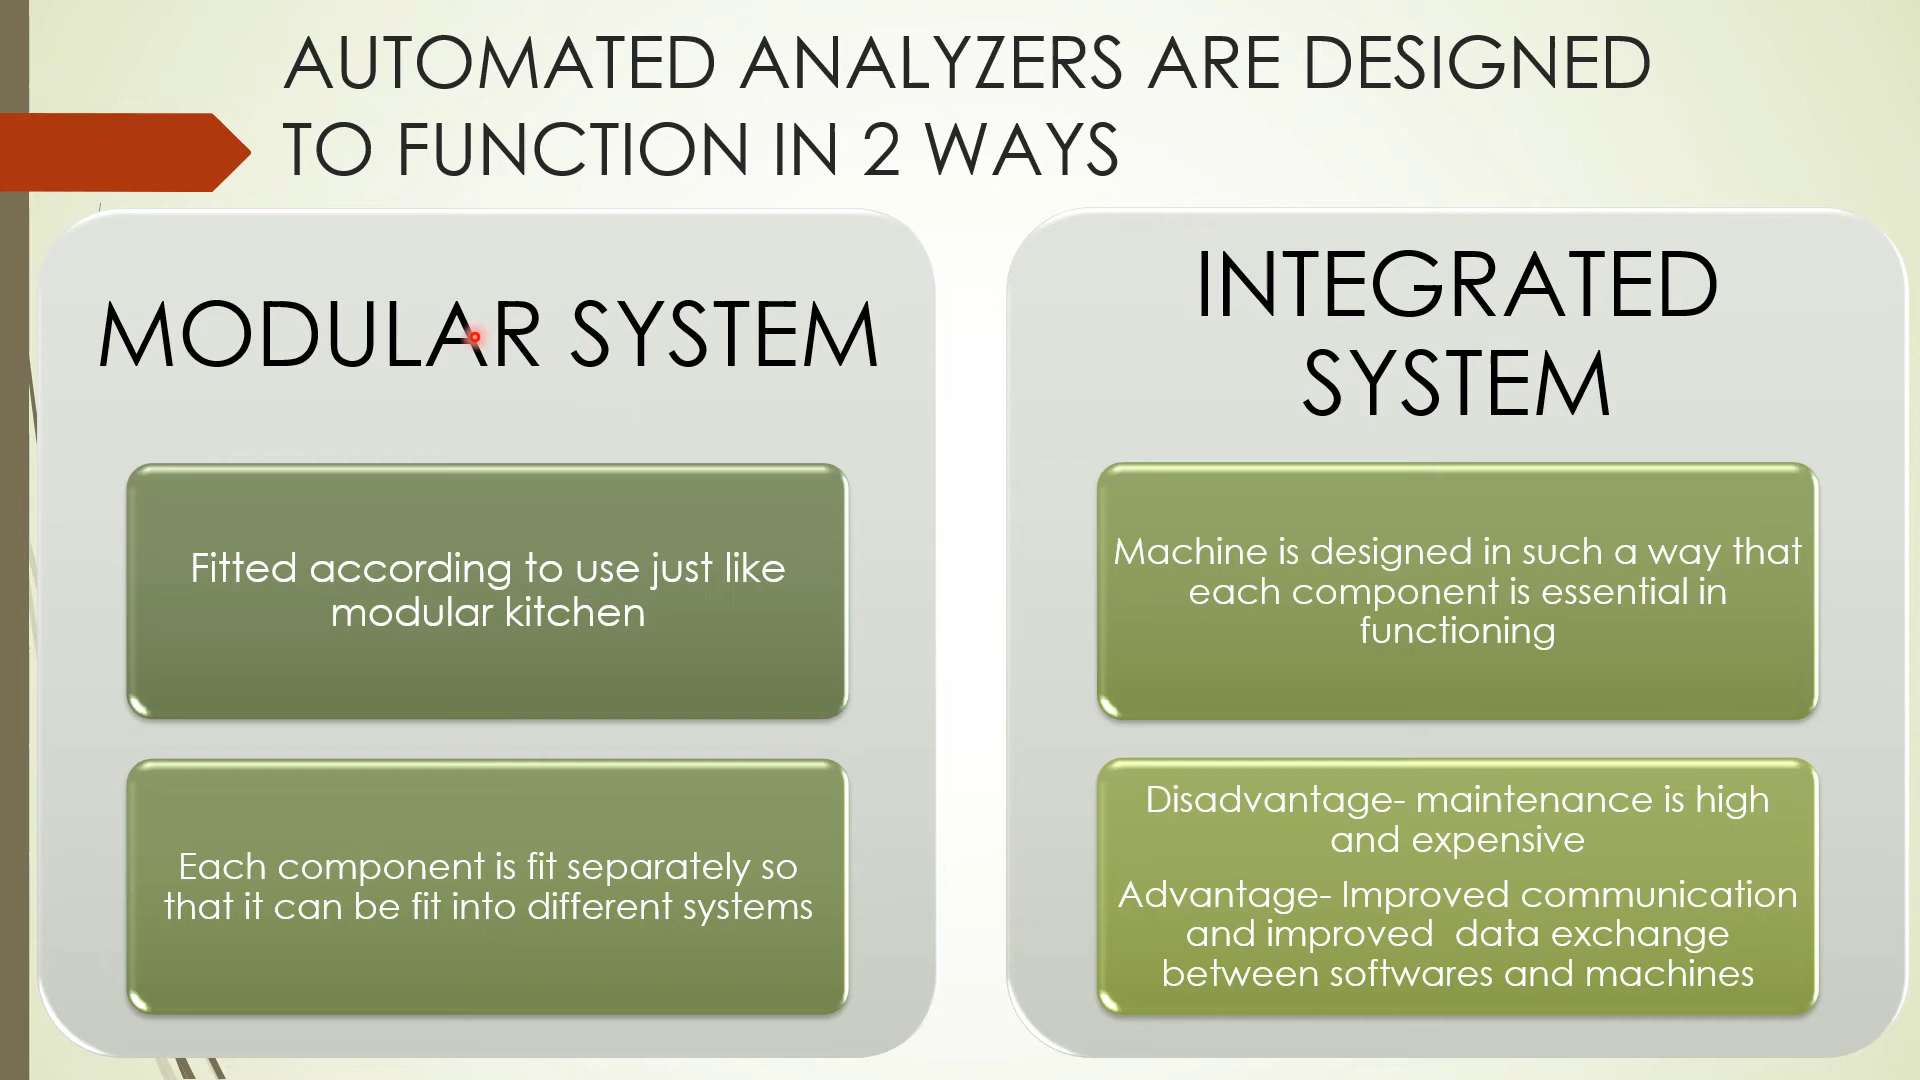 AUTOMATED ANALYZERS ARE DESIGNED
TO FUNCTION IN 2 WAYS
MODULAR SYSTEM
Fitted according to use just like
modular kitchen
Each component is fit separately so
that it can be fit into different systems
INTEGRATED
SYSTEM
Machine is designed in such a way that
each component is essential in
functioning
Disadvantage- maintenance is high
and expensive
Advantage- Improved communication
and improved  data exchange
between softwares and machines